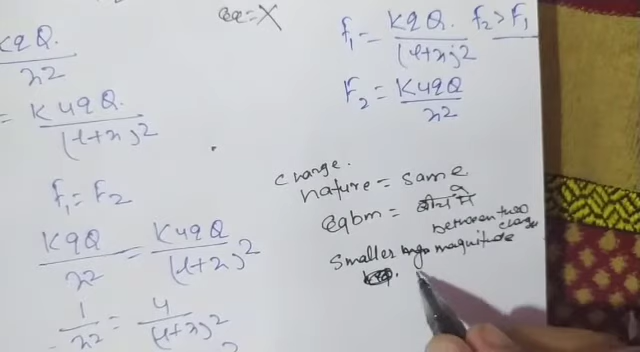 KqQ
x2
= K4qQ.
(l+x)2
f1 = F2
KqQ = K4qQ
x2 (l+x)2
1 = 4
x2 (l+x)2
eq = X
f1 = KqQ. f2 > F1
(l+x)2
F2 = K4qQ
x2
charge.
nature = same
eqbm = बीच में
between two
charge
Smaller magnitude